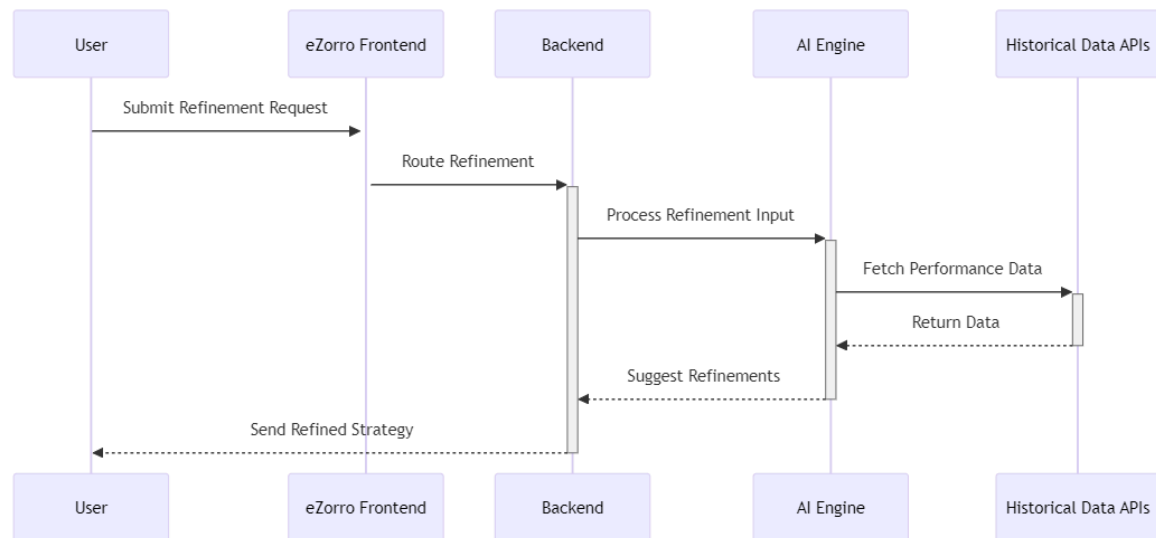 User
eZorro Frontend
Backend
AI Engine
Historical Data APIs
Submit Refinement Request
Route Refinement
Process Refinement Input
Fetch Performance Data
Return Data
Suggest Refinements
Send Refined Strategy
User
eZorro Frontend
Backend
AI Engine
Historical Data APIs